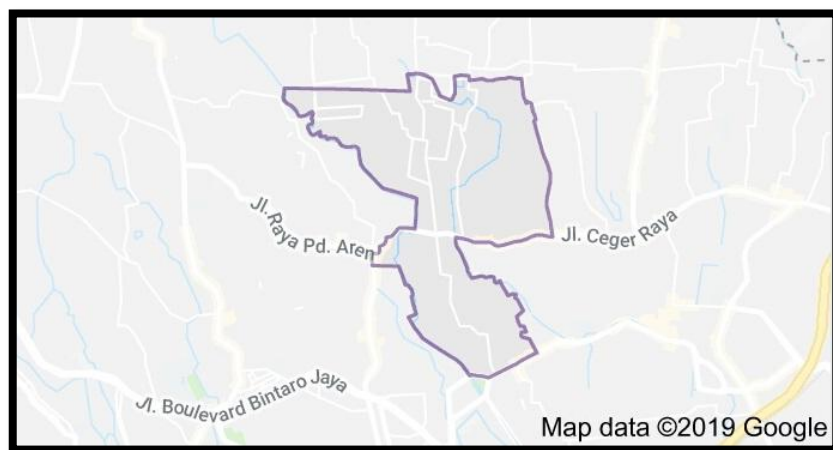 Jl. Raya Pd. Aren
Jl. Ceger Raya
Jl. Boulevard Bintaro Jaya
Map data ©2019 Google